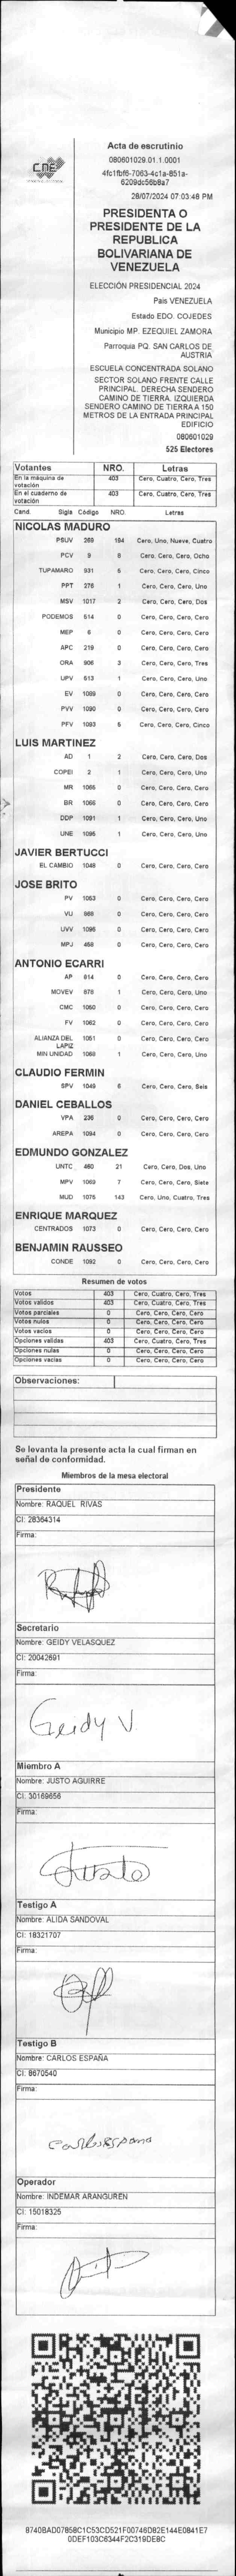 CNE
Acta de escrutinio
080601029.01.1.0001
4fc1fbf6-7063-4c1a-851a-
6209dc56b8a7
28/07/2024 07:03:48 PM
PRESIDENTA O
PRESIDENTE DE LA
REPUBLICA
BOLIVARIANA DE
VENEZUELA
ELECCIÓN PRESIDENCIAL 2024
Pais VENEZUELA
Estado EDO. COJEDES
Municipio MP. EZEQUIEL ZAMORA
Parroquia PQ. SAN CARLOS DE
AUSTRIA
ESCUELA CONCENTRADA SOLANO
SECTOR SOLANO FRENTE CALLE
PRINCIPAL. DERECHA SENDERO
CAMINO DE TIERRA. IZQUIERDA
SENDERO CAMINO DE TIERRA A 150
METROS DE LA ENTRADA PRINCIPAL
EDIFICIO
080601029
525 Electores
Votantes NRO. Letras
En la máquina de votación 403 Cero, Cuatro, Cero, Tres
En el cuaderno de votación 403 Cero, Cuatro, Cero, Tres
Cand. Sigla Código NRO. Letras
NICOLAS MADURO
PSUV 269 194 Cero, Uno, Nueve, Cuatro
PCV 9 8 Cero, Cero, Cero, Ocho
TUPAMARO 931 5 Cero, Cero, Cero, Cinco
PPT 276 1 Cero, Cero, Cero, Uno
MSV 1017 2 Cero, Cero, Cero, Dos
PODEMOS 514 0 Cero, Cero, Cero, Cero
MEP 6 0 Cero, Cero, Cero, Cero
APC 219 0 Cero, Cero, Cero, Cero
ORA 906 3 Cero, Cero, Cero, Tres
UPV 613 1 Cero, Cero, Cero, Uno
EV 1089 0 Cero, Cero, Cero, Cero
PVV 1090 0 Cero, Cero, Cero, Cero
PFV 1093 5 Cero, Cero, Cero, Cinco
LUIS MARTINEZ
AD 1 2 Cero, Cero, Cero, Dos
COPEI 2 1 Cero, Cero, Cero, Uno
MR 1065 0 Cero, Cero, Cero, Cero
BR 1066 0 Cero, Cero, Cero, Cero
DDP 1091 1 Cero, Cero, Cero, Uno
UNE 1095 1 Cero, Cero, Cero, Uno
JAVIER BERTUCCI
EL CAMBIO 1048 0 Cero, Cero, Cero, Cero
JOSE BRITO
PV 1053 0 Cero, Cero, Cero, Cero
VU 988 0 Cero, Cero, Cero, Cero
UVV 1096 0 Cero, Cero, Cero, Cero
MPJ 458 0 Cero, Cero, Cero, Cero
ANTONIO ECARRI
AP 914 0 Cero, Cero, Cero, Cero
MOVEV 876 1 Cero, Cero, Cero, Uno
CMC 1050 0 Cero, Cero, Cero, Cero
FV 1062 0 Cero, Cero, Cero, Cero
ALIANZA DEL LAPIZ 1051 0 Cero, Cero, Cero, Cero
MIN UNIDAD 1069 1 Cero, Cero, Cero, Uno
CLAUDIO FERMIN
SPV 1049 6 Cero, Cero, Cero, Seis
DANIEL CEBALLOS
VPA 236 0 Cero, Cero, Cero, Cero
AREPA 1094 0 Cero, Cero, Cero, Cero
EDMUNDO GONZALEZ
UNTC 460 21 Cero, Cero, Dos, Uno
MPV 1069 7 Cero, Cero, Cero, Siete
MUD 1075 143 Cero, Uno, Cuatro, Tres
ENRIQUE MARQUEZ
CENTRADOS 1073 0 Cero, Cero, Cero, Cero
BENJAMIN RAUSSEO
CONDE 1092 0 Cero, Cero, Cero, Cero
Resumen de votos
Votos 403 Cero, Cuatro, Cero, Tres
Votos validos 403 Cero, Cuatro, Cero, Tres
Votos parciales 0 Cero, Cero, Cero, Cero
Votos nulos 0 Cero, Cero, Cero, Cero
Votos vacios 0 Cero, Cero, Cero, Cero
Opciones validas 403 Cero, Cuatro, Cero, Tres
Opciones nulas 0 Cero, Cero, Cero, Cero
Opciones vacias 0 Cero, Cero, Cero, Cero
Observaciones:
Se levanta la presente acta la cual firman en
señal de conformidad.
Miembros de la mesa electoral
Presidente
Nombre: RAQUEL RIVAS
CI: 28364314
Firma:
Secretario
Nombre: GEIDY VELASQUEZ
CI: 20042691
Firma:
Geidy V
Miembro A
Nombre: JUSTO AGUIRRE
CI: 30169656
Firma:
Justo
Testigo A
Nombre: ALIDA SANDOVAL
CI: 18321707
Firma:
Testigo B
Nombre: CARLOS ESPAÑA
CI: 8670540
Firma:
Carlos España
Operador
Nombre: INDEMAR ARANGUREN
CI: 15018325
Firma:
8740BAD07858C1C53CD521F00746D82E144E0841E7
0DEF103C6344F2C319DE8C